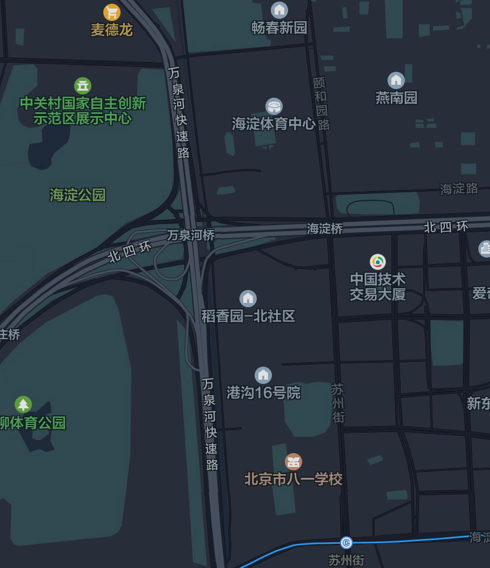 麦德龙
畅春新园
万泉河快速路
颐和园路
燕南园
中关村国家自主创新
示范区展示中心
海淀体育中心
海淀公园
海淀路
万泉河桥
海淀桥
北四环
北四环
中国技术
交易大厦
稻香园-北社区
庄桥
港沟16号院
万泉河快速路
苏州街
新东
柳体育公园
北京市八一学校
苏州街
海淀